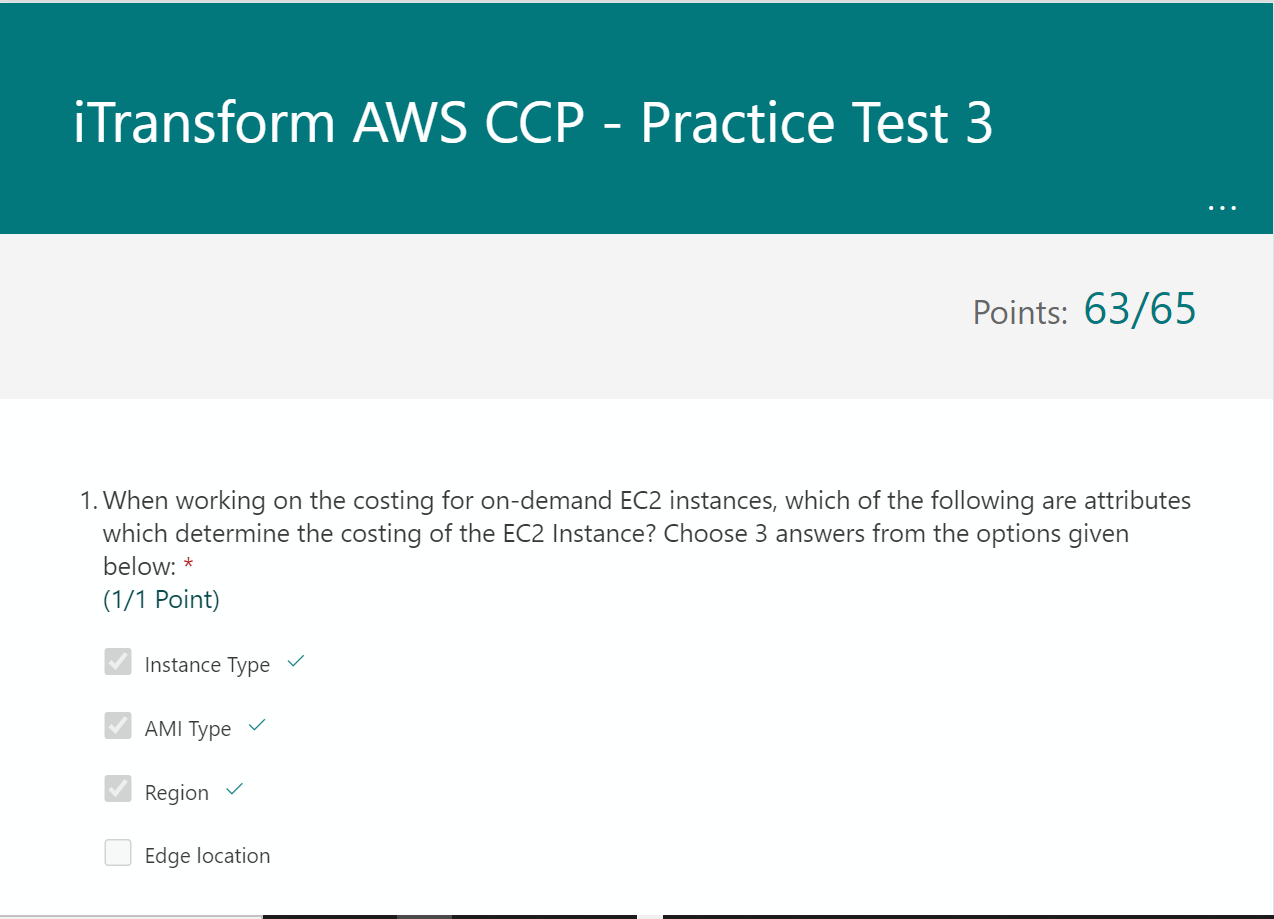 iTransform AWS CCP - Practice Test 3
...
Points: 63/65
1. When working on the costing for on-demand EC2 instances, which of the following are attributes
which determine the costing of the EC2 Instance? Choose 3 answers from the options given
below: *
(1/1 Point)
Instance Type
AMI Type
Region
Edge location